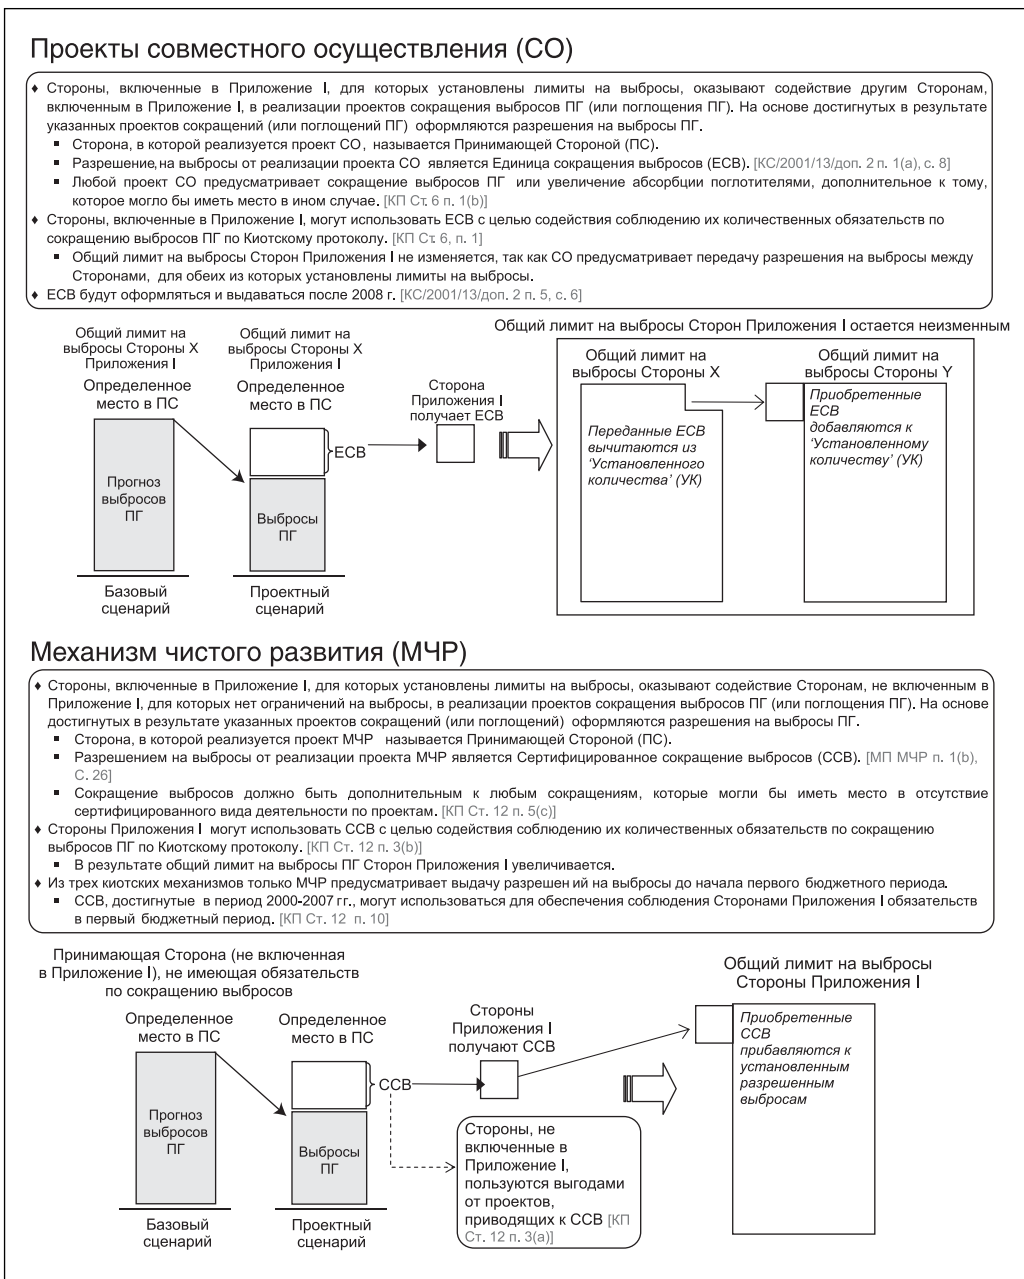 Проекты совместного осуществления (СО)
♦ Стороны, включенные в Приложение I, для которых установлены лимиты на выбросы, оказывают содействие другим Сторонам,
включенным в Приложение I, в реализации проектов сокращения выбросов ПГ (или поглощения ПГ). На основе достигнутых в результате
указанных проектов сокращений (или поглощений ПГ) оформляются разрешения на выбросы ПГ.
▪ Сторона, в которой реализуется проект СО, называется Принимающей Стороной (ПС).
▪ Разрешение, на выбросы от реализации проекта СО является Единица сокращения выбросов (ЕСВ). [КС/2001/13/доп. 2 п. 1(a), с. 8]
▪ Любой проект СО предусматривает сокращение выбросов ПГ или увеличение абсорбции поглотителями, дополнительное к тому,
которое могло бы иметь место в ином случае. [КП Ст. 6 п. 1(b)]
♦ Стороны, включенные в Приложение I, могут использовать ЕСВ с целью содействия соблюдению их количественных обязательств по
сокращению выбросов ПГ по Киотскому протоколу. [КП Ст. 6, п. 1]
▪ Общий лимит на выбросы Сторон Приложения I не изменяется, так как СО предусматривает передачу разрешения на выбросы между
Сторонами, для обеих из которых установлены лимиты на выбросы.
♦ ЕСВ будут оформляться и выдаваться после 2008 г. [КС/2001/13/доп. 2 п. 5, с. 6]
Общий лимит на
выбросы Стороны X
Приложения I
Определенное
место в ПС
Прогноз
выбросов
ПГ
Базовый
сценарий
Общий лимит на
выбросы Стороны X
Приложения I
Определенное
место в ПС
ЕСВ
Выбросы
ПГ
Проектный
сценарий
Сторона
Приложения I
получает ЕСВ
Общий лимит на выбросы Сторон Приложения I остается неизменным
Общий лимит на
выбросы Стороны X
Переданные ЕСВ
вычитаются из
‘Установленного
количества’ (УК)
Общий лимит на
выбросы Стороны Y
Приобретенные
ЕСВ
добавляются к
‘Установленному
количеству’ (УК)
Механизм чистого развития (МЧР)
♦ Стороны, включенные в Приложение I, для которых установлены лимиты на выбросы, оказывают содействие Сторонам, не включенным в
Приложение I, для которых нет ограничений на выбросы, в реализации проектов сокращения выбросов ПГ (или поглощения ПГ). На основе
достигнутых в результате указанных проектов сокращений (или поглощений) оформляются разрешения на выбросы ПГ.
▪ Сторона, в которой реализуется проект МЧР называется Принимающей Стороной (ПС).
▪ Разрешением на выбросы от реализации проекта МЧР является Сертифицированное сокращение выбросов (ССВ). [МП МЧР п. 1(b),
С. 26]
▪ Сокращение выбросов должно быть дополнительным к любым сокращениям, которые могли бы иметь место в отсутствие
сертифицированного вида деятельности по проектам. [КП Ст. 12 п. 5(c)]
♦ Стороны Приложения I могут использовать ССВ с целью содействия соблюдению их количественных обязательств по сокращению
выбросов ПГ по Киотскому протоколу. [КП Ст. 12 п. 3(b)]
▪ В результате общий лимит на выбросы ПГ Сторон Приложения I увеличивается.
♦ Из трех киотских механизмов только МЧР предусматривает выдачу разрешений на выбросы до начала первого бюджетного периода.
▪ ССВ, достигнутые в период 2000-2007 гг., могут использоваться для обеспечения соблюдения Сторонами Приложения I обязательств
в первый бюджетный период. [КП Ст. 12 п. 10]
Принимающая Сторона (не включенная
в Приложение I), не имеющая обязательств
по сокращению выбросов
Определенное
место в ПС
Прогноз
выбросов
ПГ
Базовый
сценарий
Определенное
место в ПС
ССВ
Выбросы
ПГ
Проектный
сценарий
Стороны
Приложения I
получают ССВ
Стороны, не
включенные в
Приложение I,
пользуются выгодами
от проектов,
приводящих к ССВ [КП
Ст. 12 п. 3(a)]
Общий лимит на выбросы
Стороны Приложения I
Приобретенные
ССВ
прибавляются к
установленным
разрешенным
выбросам